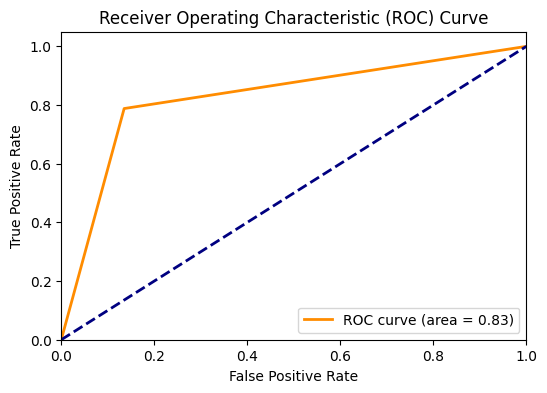 Receiver Operating Characteristic (ROC) Curve
1.0
0.8
0.6
0.4
0.2
0.0
True Positive Rate
ROC curve (area = 0.83)
0.0 0.2 0.4 0.6 0.8 1.0
False Positive Rate